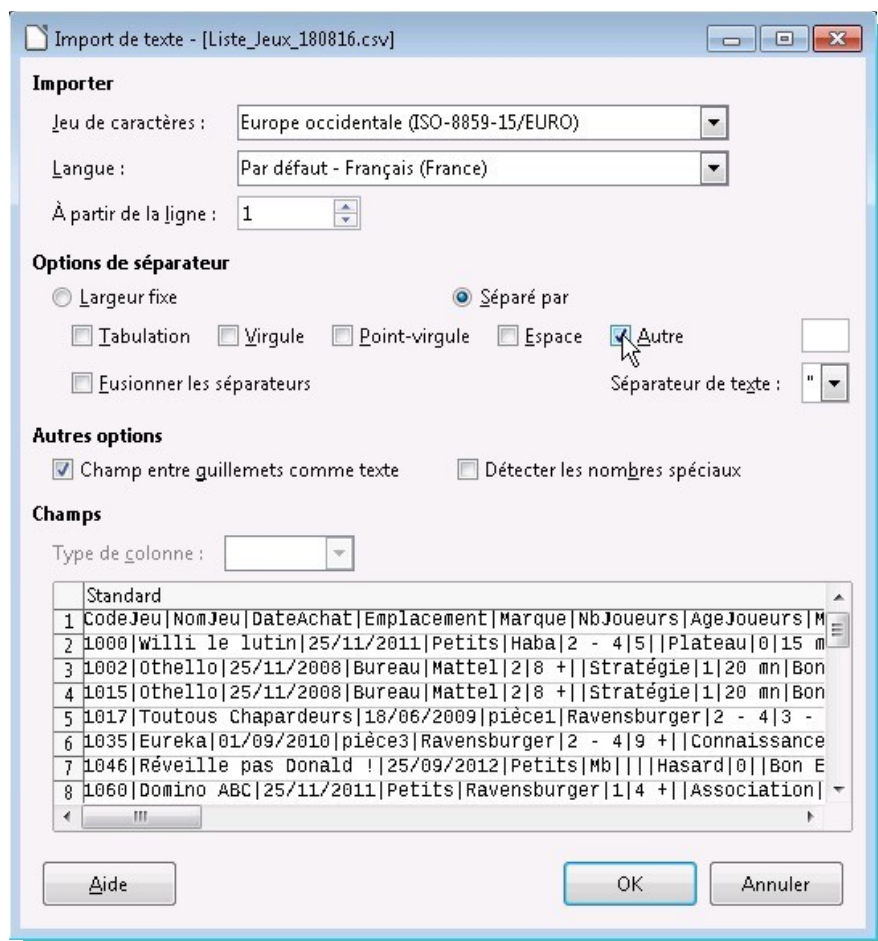 Import de texte - [Liste_Jeux_180816.csv]
Importer
Jeu de caractères : Europe occidentale (ISO-8859-15/EURO)
Langue : Par défaut - Français (France)
À partir de la ligne : 1
Options de séparateur
Largeur fixe Séparé par
Tabulation Virgule Point-virgule Espace Autre
Fusionner les séparateurs Séparateur de texte : "
Autres options
Champ entre guillemets comme texte Détecter les nombres spéciaux
Champs
Type de colonne :
Standard
1 CodeJeu|NomJeu|DateAchat|Emplacement|Marque|NbJoueurs|AgeJoueurs|M
2 1000|Willi le lutin|25/11/2011|Petits|Haba|2 - 4|5||Plateau|0|15 m
3 1002|Othello|25/11/2008|Bureau|Mattel|2|8 +||Stratégie|1|20 mn|Bon
4 1015|Othello|25/11/2008|Bureau|Mattel|2|8 +||Stratégie|1|20 mn|Bon
5 1017|Toutous Chapardeurs|18/06/2009|pièce1|Ravensburger|2 - 4|3 -
6 1035|Eureka|01/09/2010|pièce3|Ravensburger|2 - 4|9 +||Connaissance
7 1046|Réveille pas Donald !|25/09/2012|Petits|Mb||||Hasard|0||Bon E
8 1060|Domino ABC|25/11/2011|Petits|Ravensburger|1|4 +||Association|
Aide OK Annuler